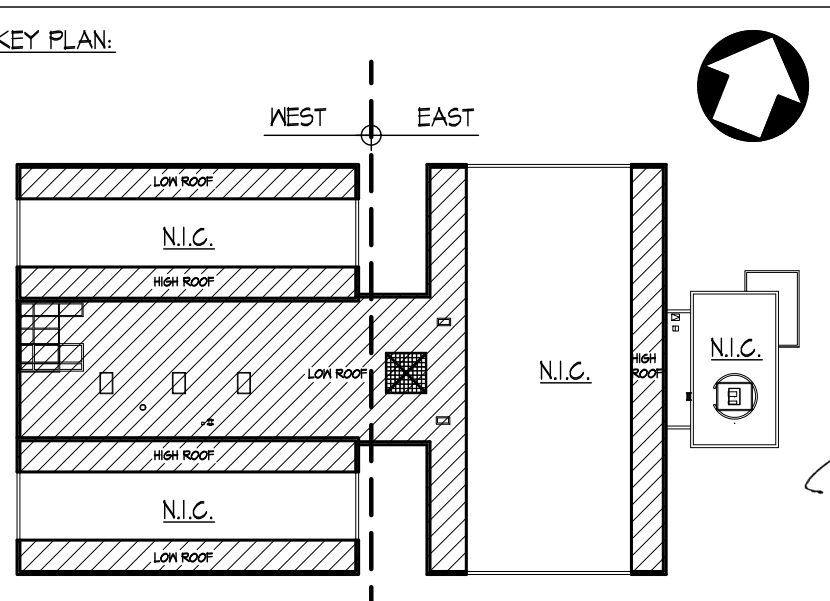 KEY PLAN:
WEST EAST
LOW ROOF
N.I.C.
HIGH ROOF
LOW ROOF
N.I.C.
HIGH
ROOF
N.I.C.
HIGH ROOF
N.I.C.
LOW ROOF